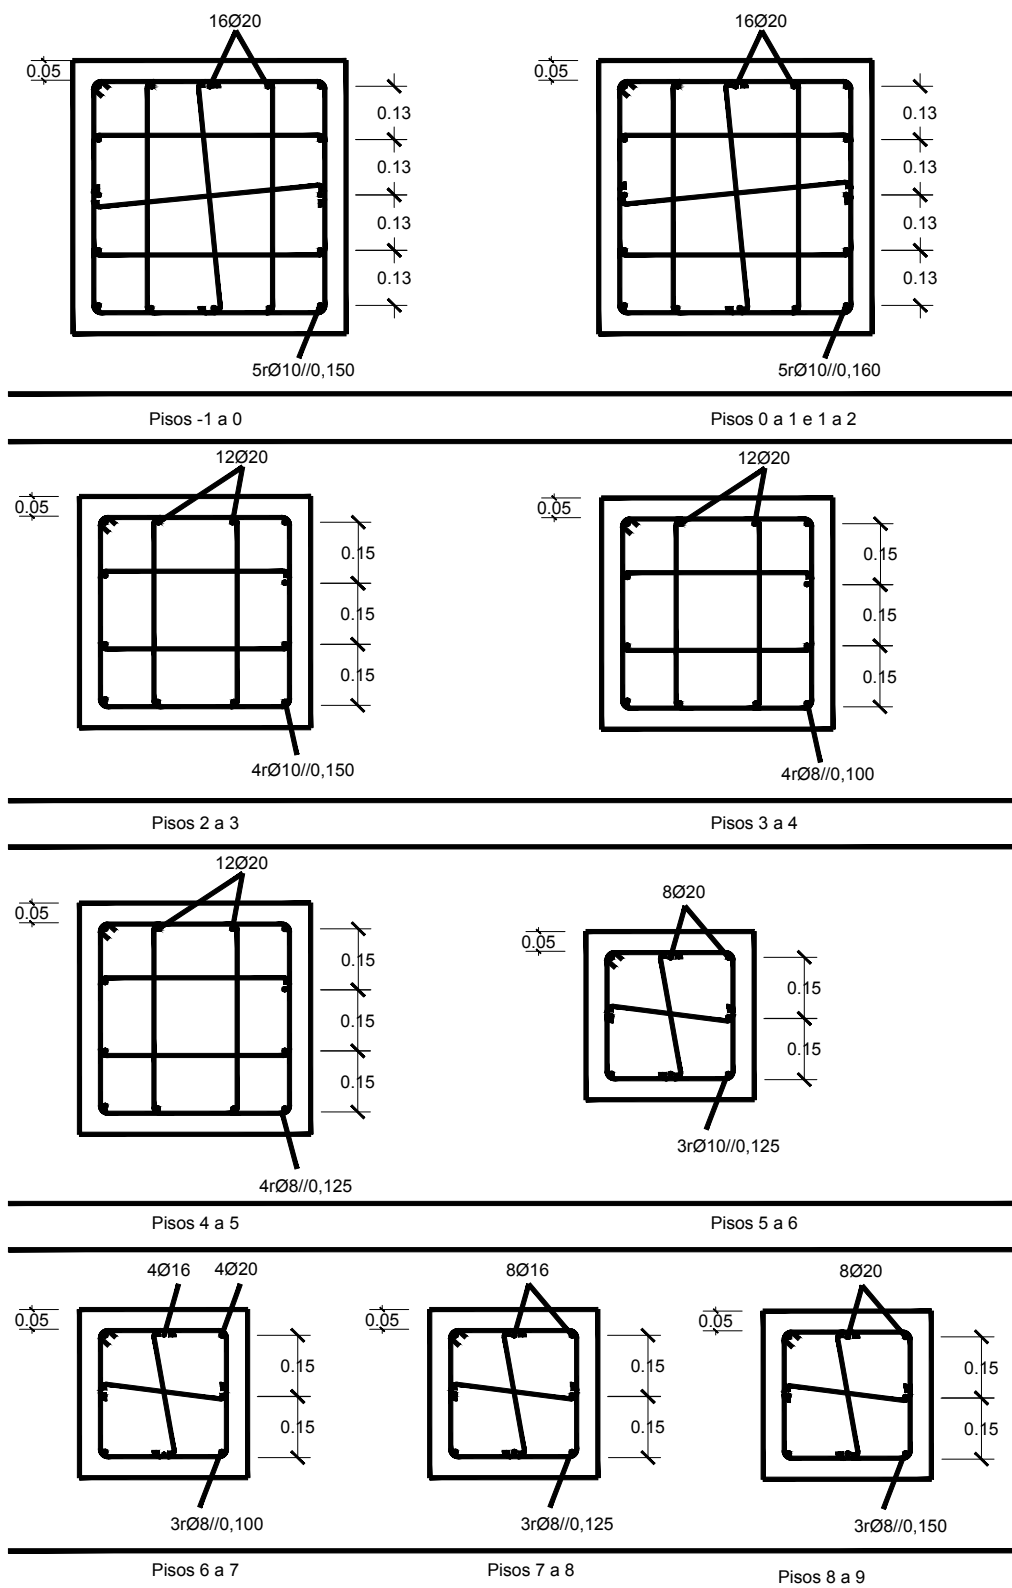 16Ø20
0.05
0.13
0.13
0.13
0.13
5rØ10//0,150
Pisos -1 a 0
16Ø20
0.05
0.13
0.13
0.13
0.13
5rØ10//0,160
Pisos 0 a 1 e 1 a 2
12Ø20
0.05
0.15
0.15
0.15
4rØ10//0,150
Pisos 2 a 3
12Ø20
0.05
0.15
0.15
0.15
4rØ8//0,100
Pisos 3 a 4
12Ø20
0.05
0.15
0.15
0.15
4rØ8//0,125
Pisos 4 a 5
8Ø20
0.05
0.15
0.15
3rØ10//0,125
Pisos 5 a 6
4Ø16 4Ø20
0.05
0.15
0.15
3rØ8//0,100
Pisos 6 a 7
8Ø16
0.05
0.15
0.15
3rØ8//0,125
Pisos 7 a 8
8Ø20
0.05
0.15
0.15
3rØ8//0,150
Pisos 8 a 9